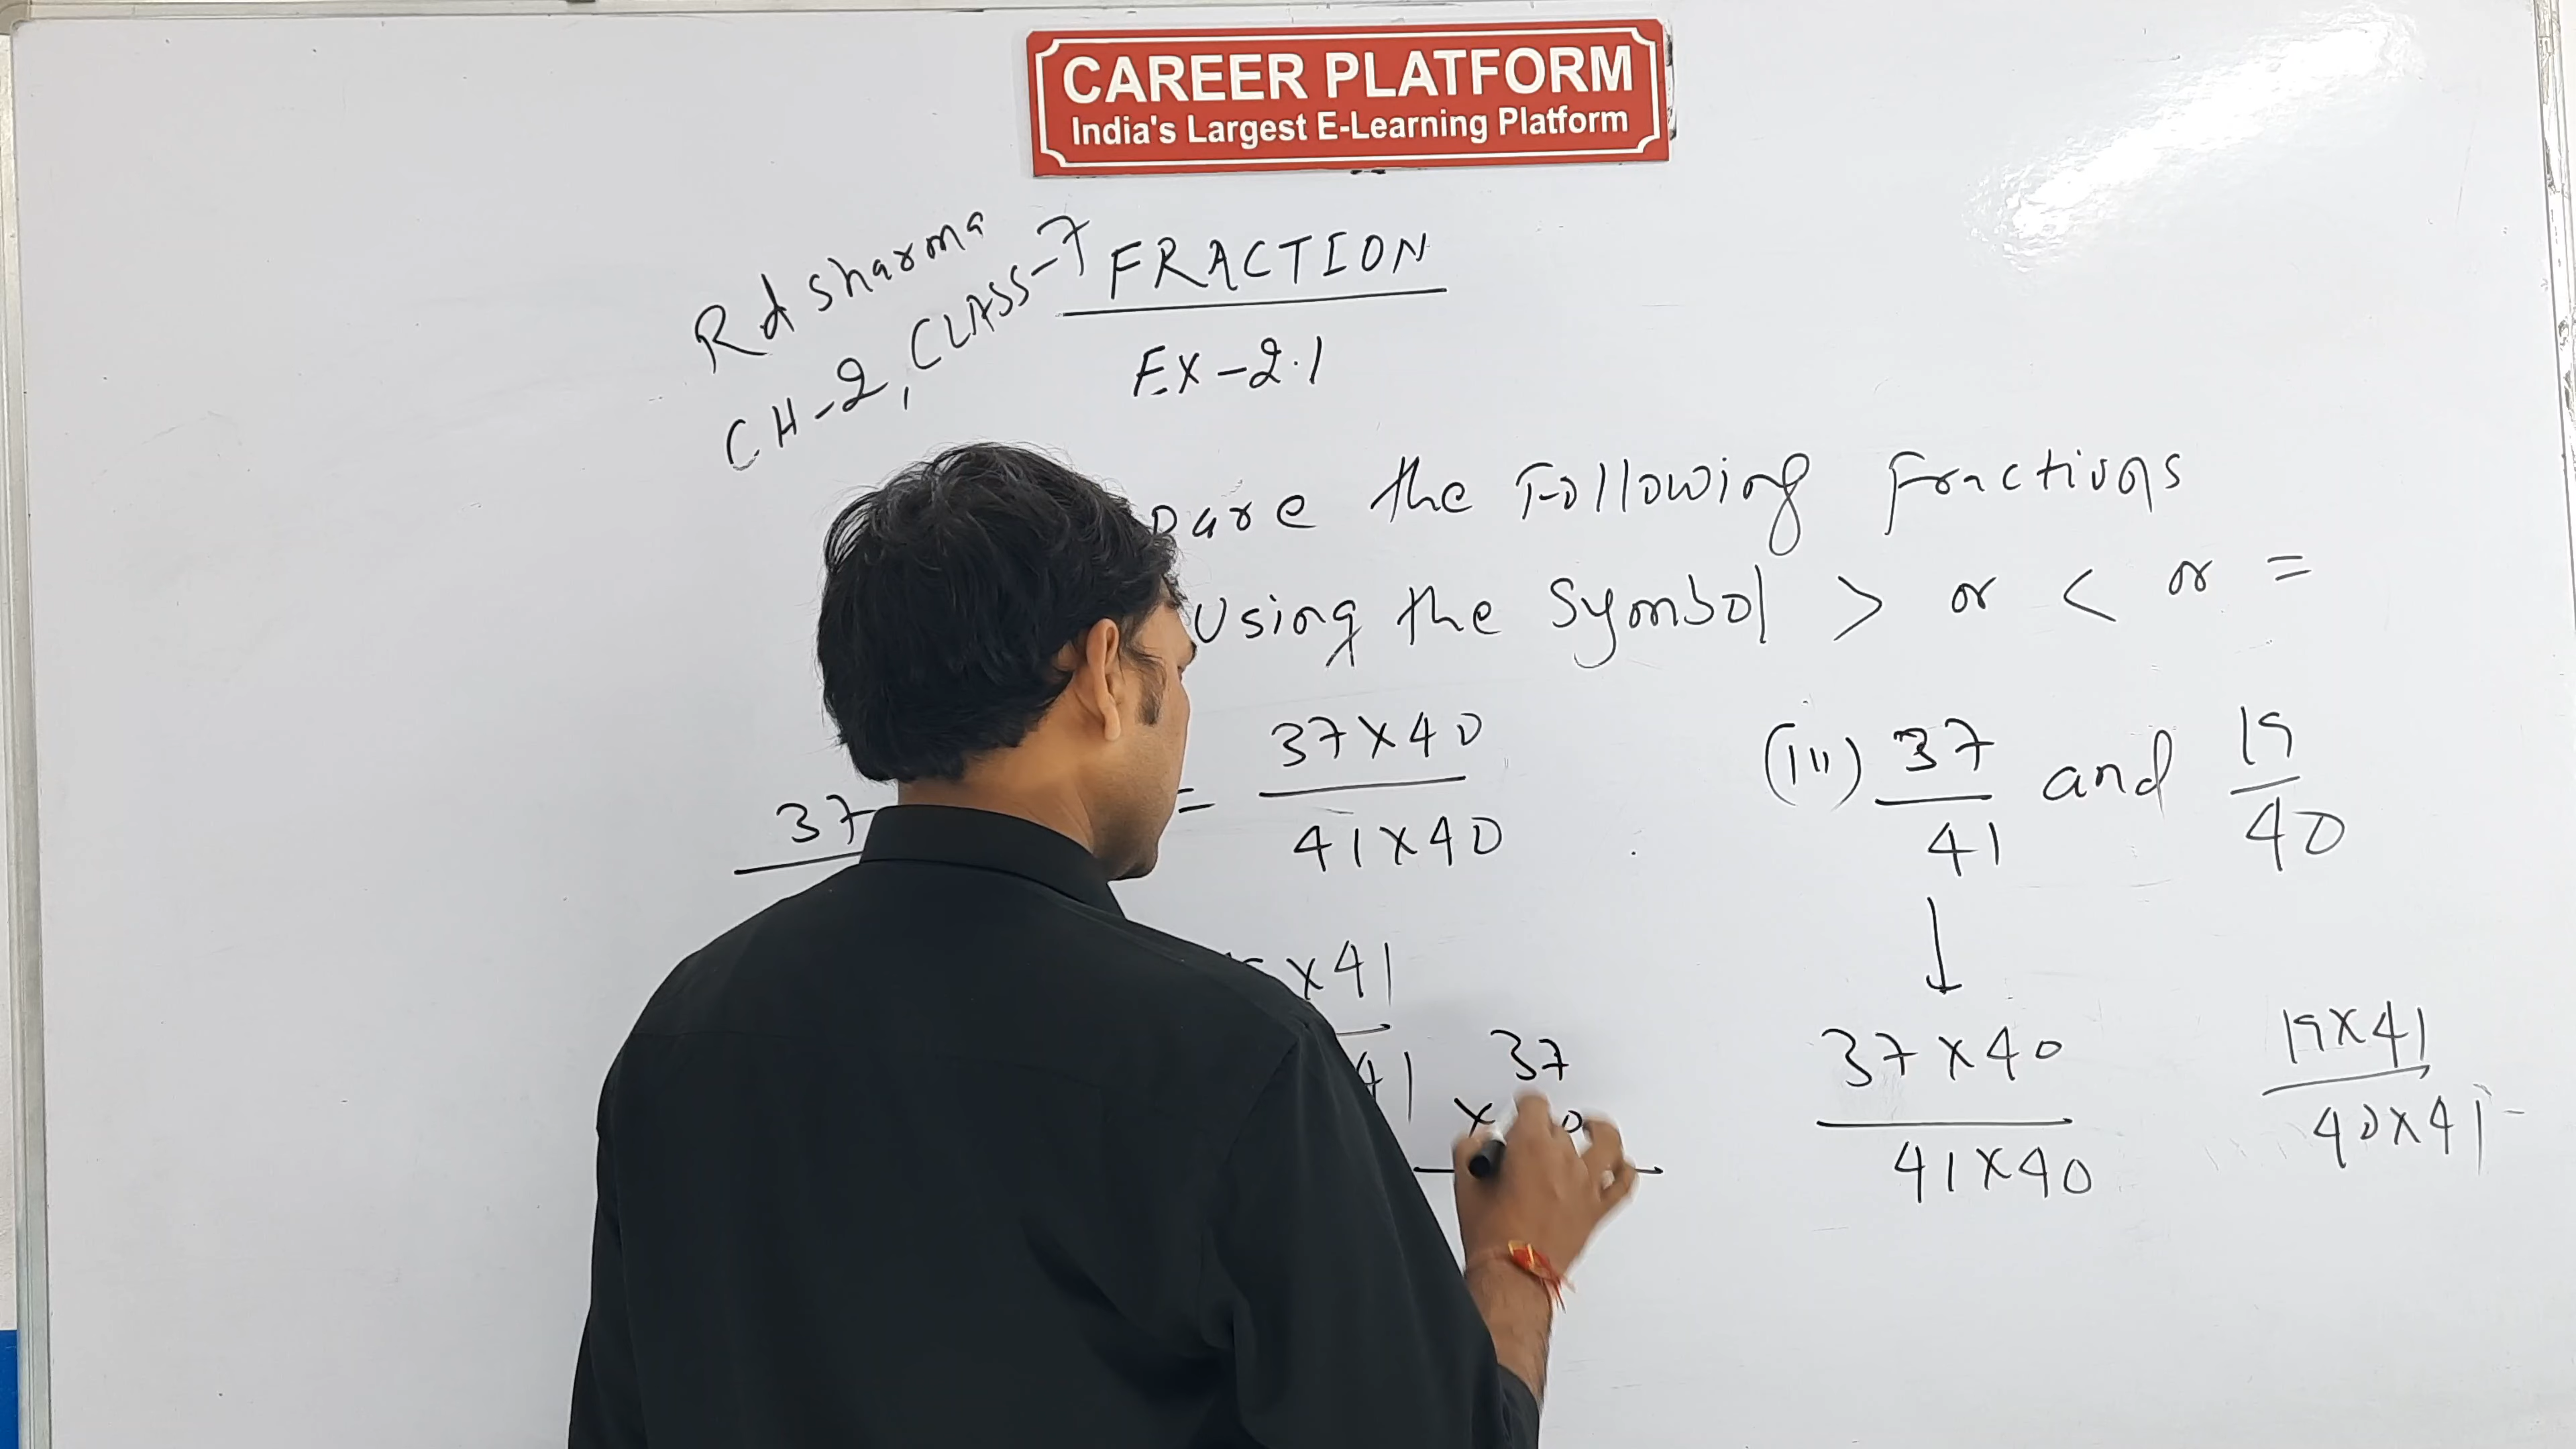 CAREER PLATFORM
India's Largest E-Learning Platform
Rd sharma
CH-2, CLASS-7
FRACTION
EX-2.1
pare the Following Fractions
Using the Symbol > or < or =
37
= 37×40
41×40
(iii) 37 and 19
41 40
↓
×41
41
37
× 0
37×40
41×40
19×41
40×41